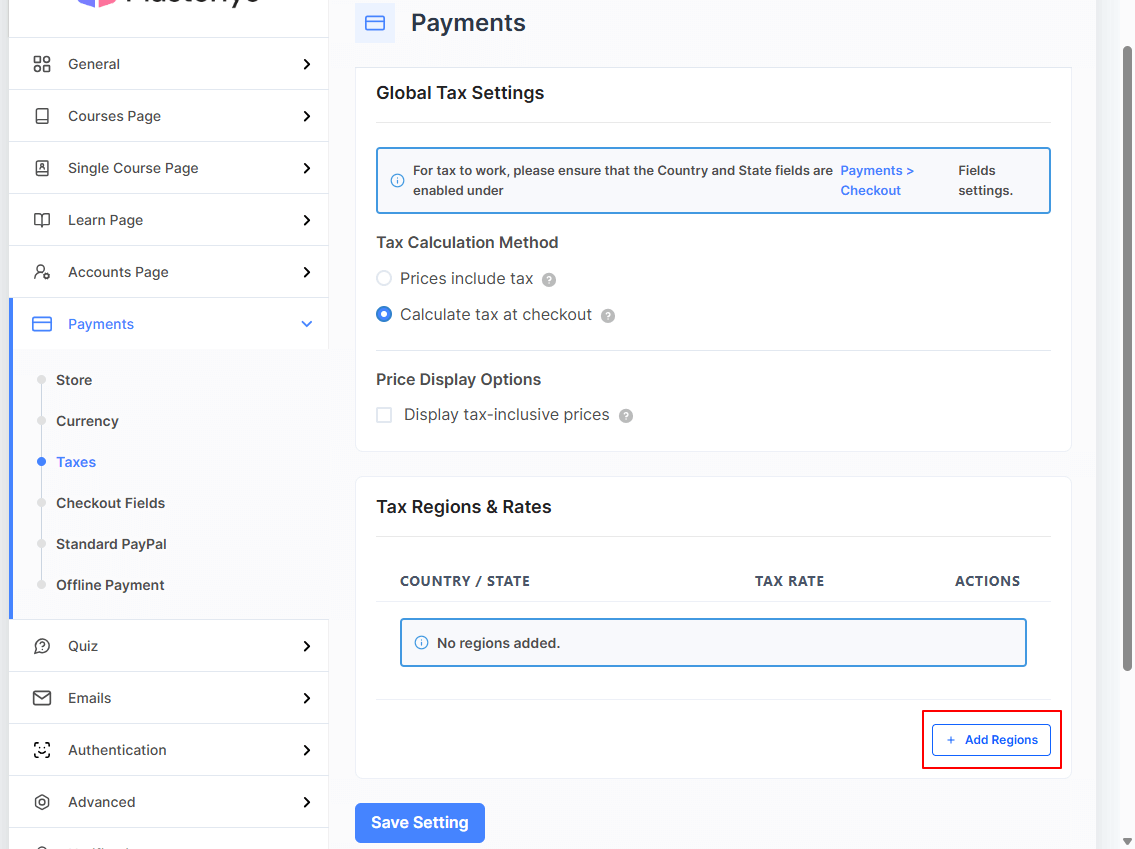 Payments
General
Courses Page
Single Course Page
Learn Page
Accounts Page
Payments
Store
Currency
Taxes
Checkout Fields
Standard PayPal
Offline Payment
Quiz
Emails
Authentication
Advanced
Global Tax Settings
For tax to work, please ensure that the Country and State fields are
enabled under
Payments >
Checkout
Fields
settings.
Tax Calculation Method
Prices include tax ?
Calculate tax at checkout ?
Price Display Options
Display tax-inclusive prices ?
Tax Regions & Rates
COUNTRY / STATE TAX RATE ACTIONS
No regions added.
+ Add Regions
Save Setting